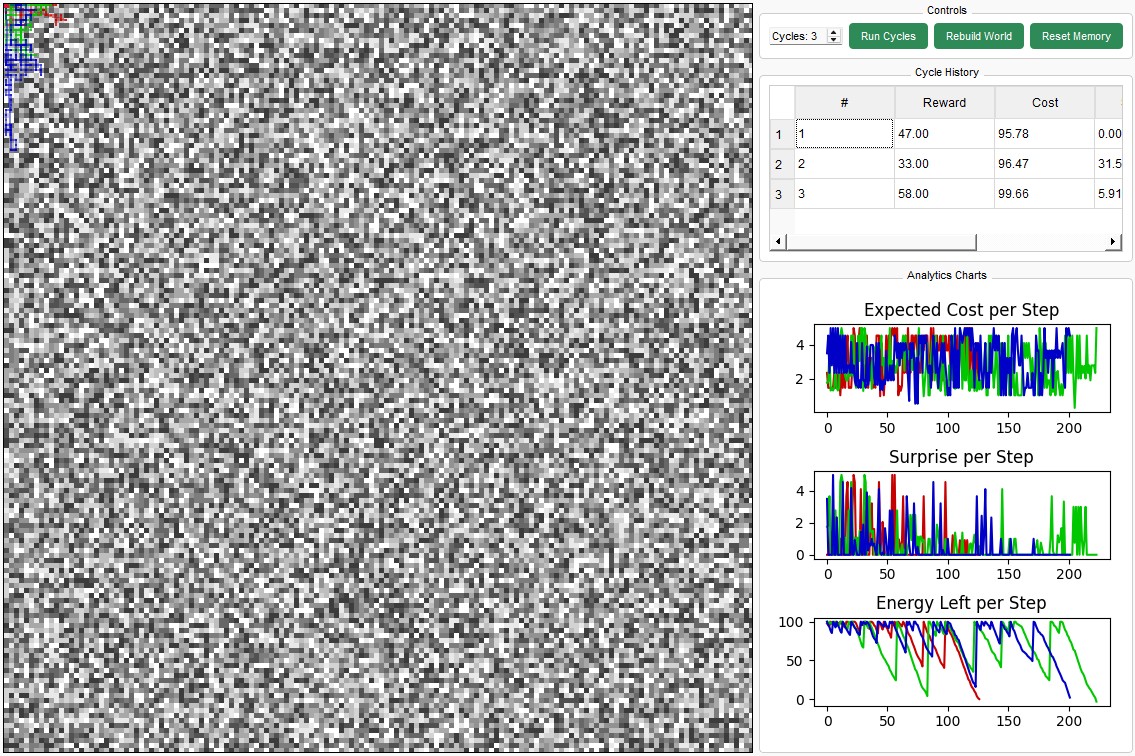 Controls
Cycles: 3 Run Cycles Rebuild World Reset Memory
Cycle History
# Reward Cost
1 1 47.00 95.78 0.00
2 2 33.00 96.47 31.5
3 3 58.00 99.66 5.91
Analytics Charts
Expected Cost per Step
4
2
0 50 100 150 200
Surprise per Step
4
2
0
0 50 100 150 200
Energy Left per Step
100
50
0
0 50 100 150 200